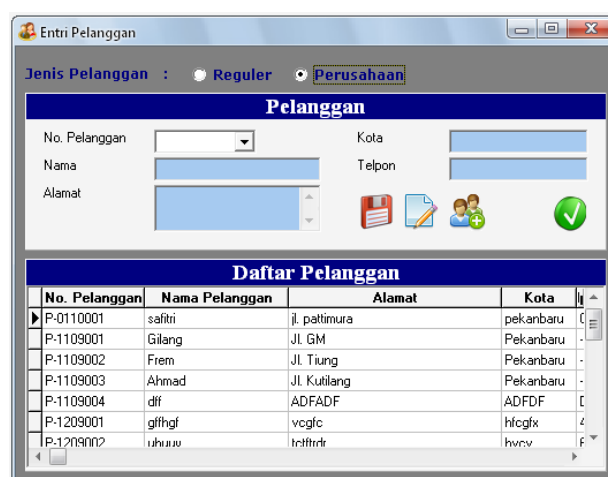 Entri Pelanggan
Jenis Pelanggan : Reguler Perusahaan
Pelanggan
No. Pelanggan Kota
Nama Telpon
Alamat
Daftar Pelanggan
No. Pelanggan Nama Pelanggan Alamat Kota
P-0110001 safitri jl. pattimura pekanbaru
P-1109001 Gilang Jl. GM Pekanbaru -
P-1109002 Frem Jl. Tiung Pekanbaru -
P-1109003 Ahmad Jl. Kutilang Pekanbaru -
P-1109004 dff ADFADF ADFDF
P-1209001 gffhgf vcgfc hfcgfx 4
P-1209002